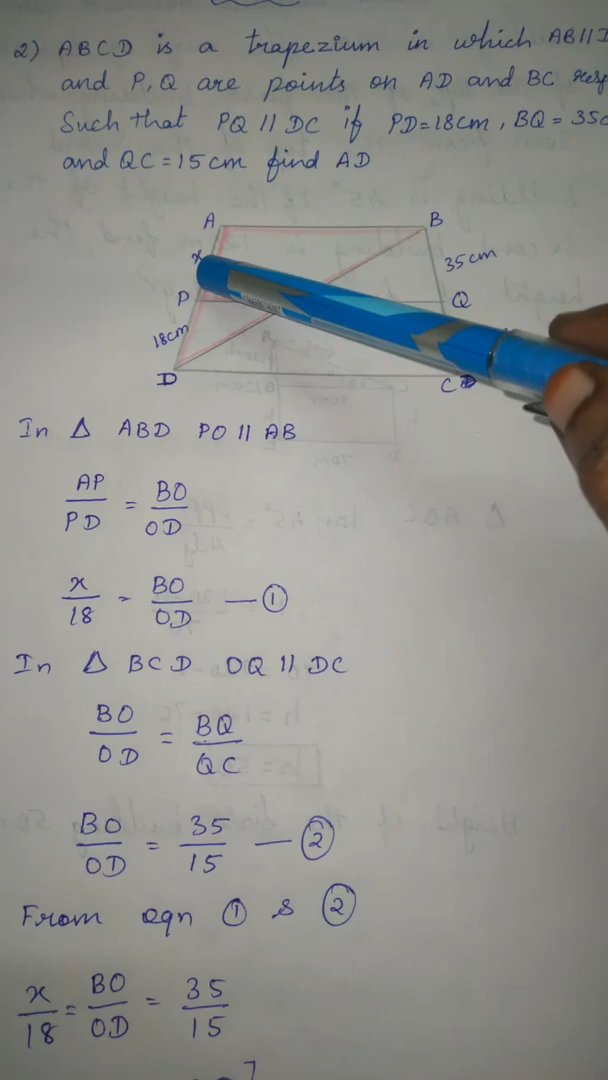 2) ABCD is a trapezium in which AB||
and P, Q are points on AD and BC
Such that PQ || DC if PD=18cm, BQ = 35
and QC = 15cm find AD
A B
x 35cm
P Q
18cm
D C
In Δ ABD PO || AB
AP/PD = BO/OD
x/18 = BO/OD — ①
In Δ BCD OQ || DC
BO/OD = BQ/QC
BO/OD = 35/15 — ②
From eqn ① & ②
x/18 = BO/OD = 35/15
7